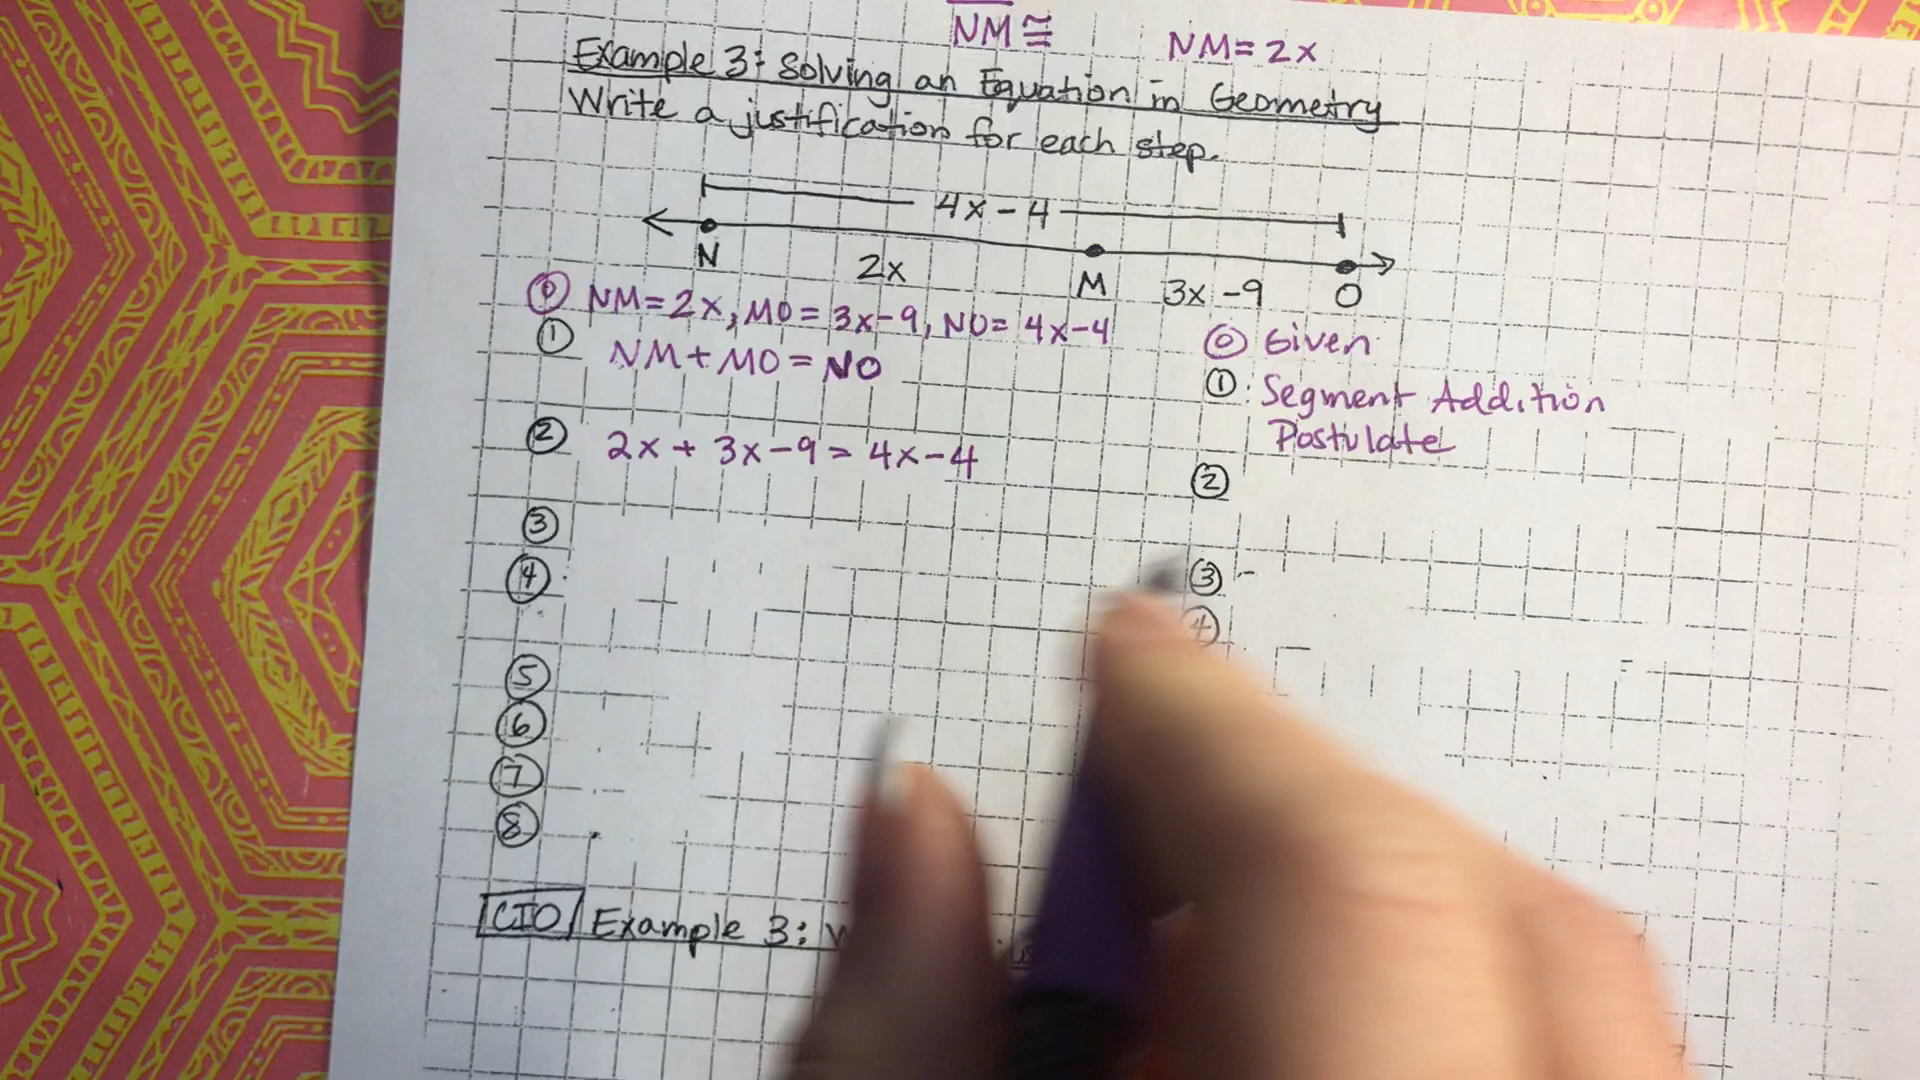 NM ≅ NM = 2x
Example 3: Solving an Equation in Geometry
Write a justification for each step.
4x - 4
N 2x M 3x - 9 O
⓪ NM = 2x, MO = 3x - 9, NO = 4x - 4
① NM + MO = NO
② 2x + 3x - 9 = 4x - 4
③
④
⑤
⑥
⑦
⑧
⓪ Given
①: Segment Addition
Postulate
②
③
④
CIO Example 3: